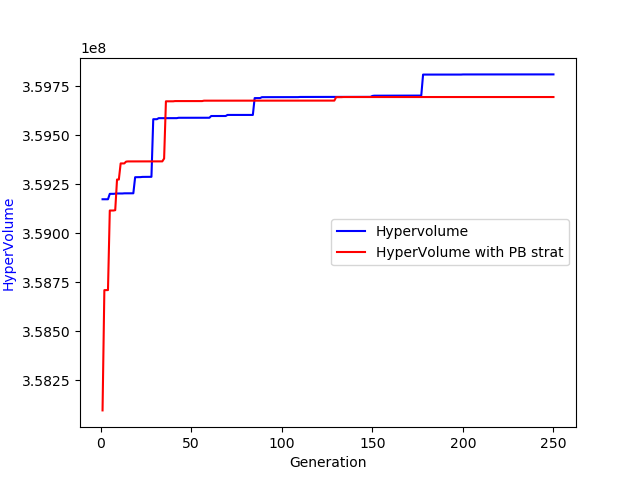 1e8
3.5975
3.5950
3.5925
3.5900
3.5875
3.5850
3.5825
HyperVolume
Hypervolume
HyperVolume with PB strat
0 50 100 150 200 250
Generation